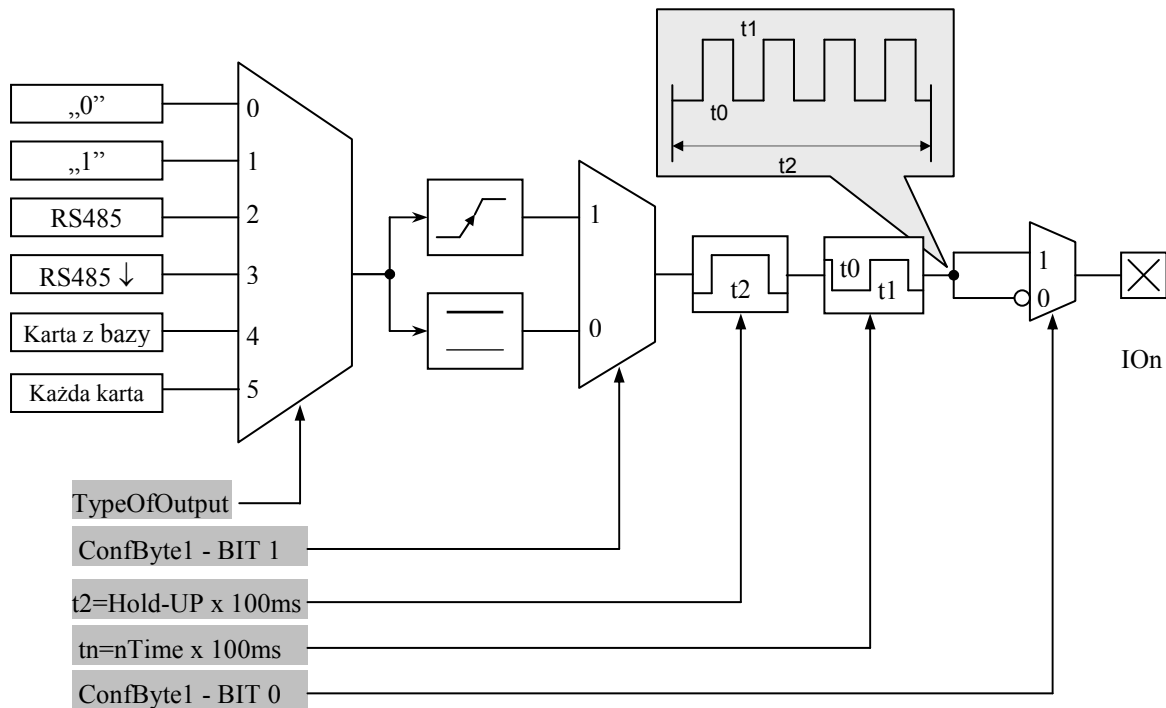 t1
t0
t2
„0”
0
„1”
1
RS485
2
RS485 ↓
3
Karta z bazy
4
Każda karta
5
1
0
t2
t0
t1
1
0
IOn
TypeOfOutput
ConfByte1 - BIT 1
t2=Hold-UP x 100ms
tn=nTime x 100ms
ConfByte1 - BIT 0